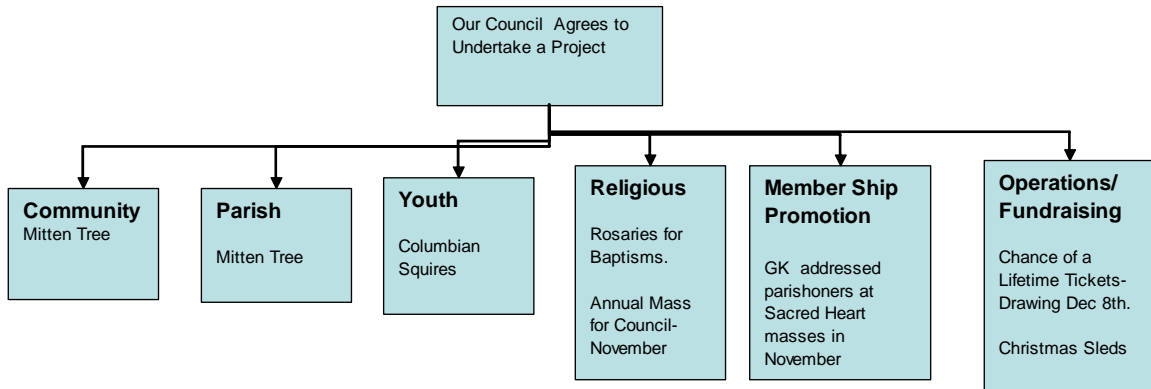 Our Council Agrees to
Undertake a Project
Community
Mitten Tree
Parish
Mitten Tree
Youth
Columbian
Squires
Religious
Rosaries for
Baptisms.
Annual Mass
for Council-
November
Member Ship
Promotion
GK addressed
parishoners at
Sacred Heart
masses in
November
Operations/
Fundraising
Chance of a
Lifetime Tickets-
Drawing Dec 8th.
Christmas Sleds